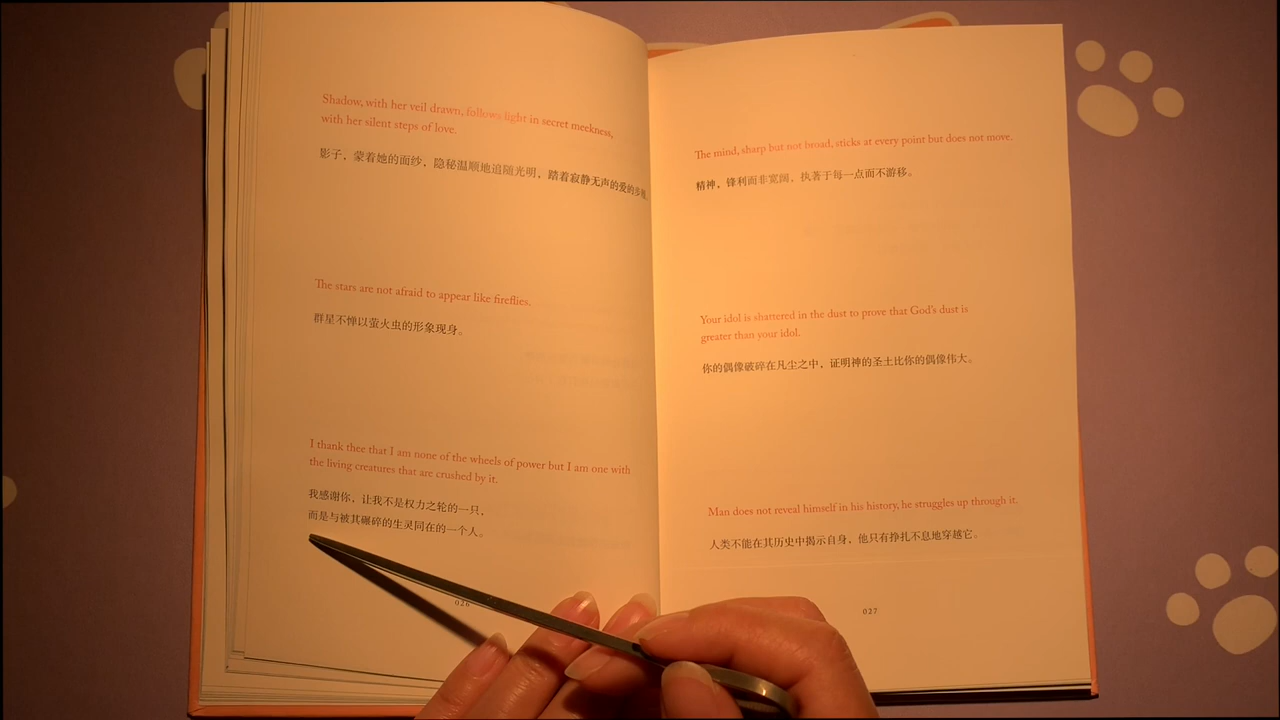 Shadow, with her veil drawn, follows light in secret meekness,
with her silent steps of love.
影子，蒙着她的面纱，隐秘温顺地追随光明，踏着寂静无声的爱的步履。
The stars are not afraid to appear like fireflies.
群星不惮以萤火虫的形象现身。
I thank thee that I am none of the wheels of power but I am one with
the living creatures that are crushed by it.
我感谢你，让我不是权力之轮的一只，
而是与被其碾碎的生灵同在的一个人。
026
The mind, sharp but not broad, sticks at every point but does not move.
精神，锋利而非宽阔，执著于每一点而不游移。
Your idol is shattered in the dust to prove that God's dust is
greater than your idol.
你的偶像破碎在凡尘之中，证明神的圣土比你的偶像伟大。
Man does not reveal himself in his history, he struggles up through it.
人类不能在其历史中揭示自身，他只有挣扎不息地穿越它。
027